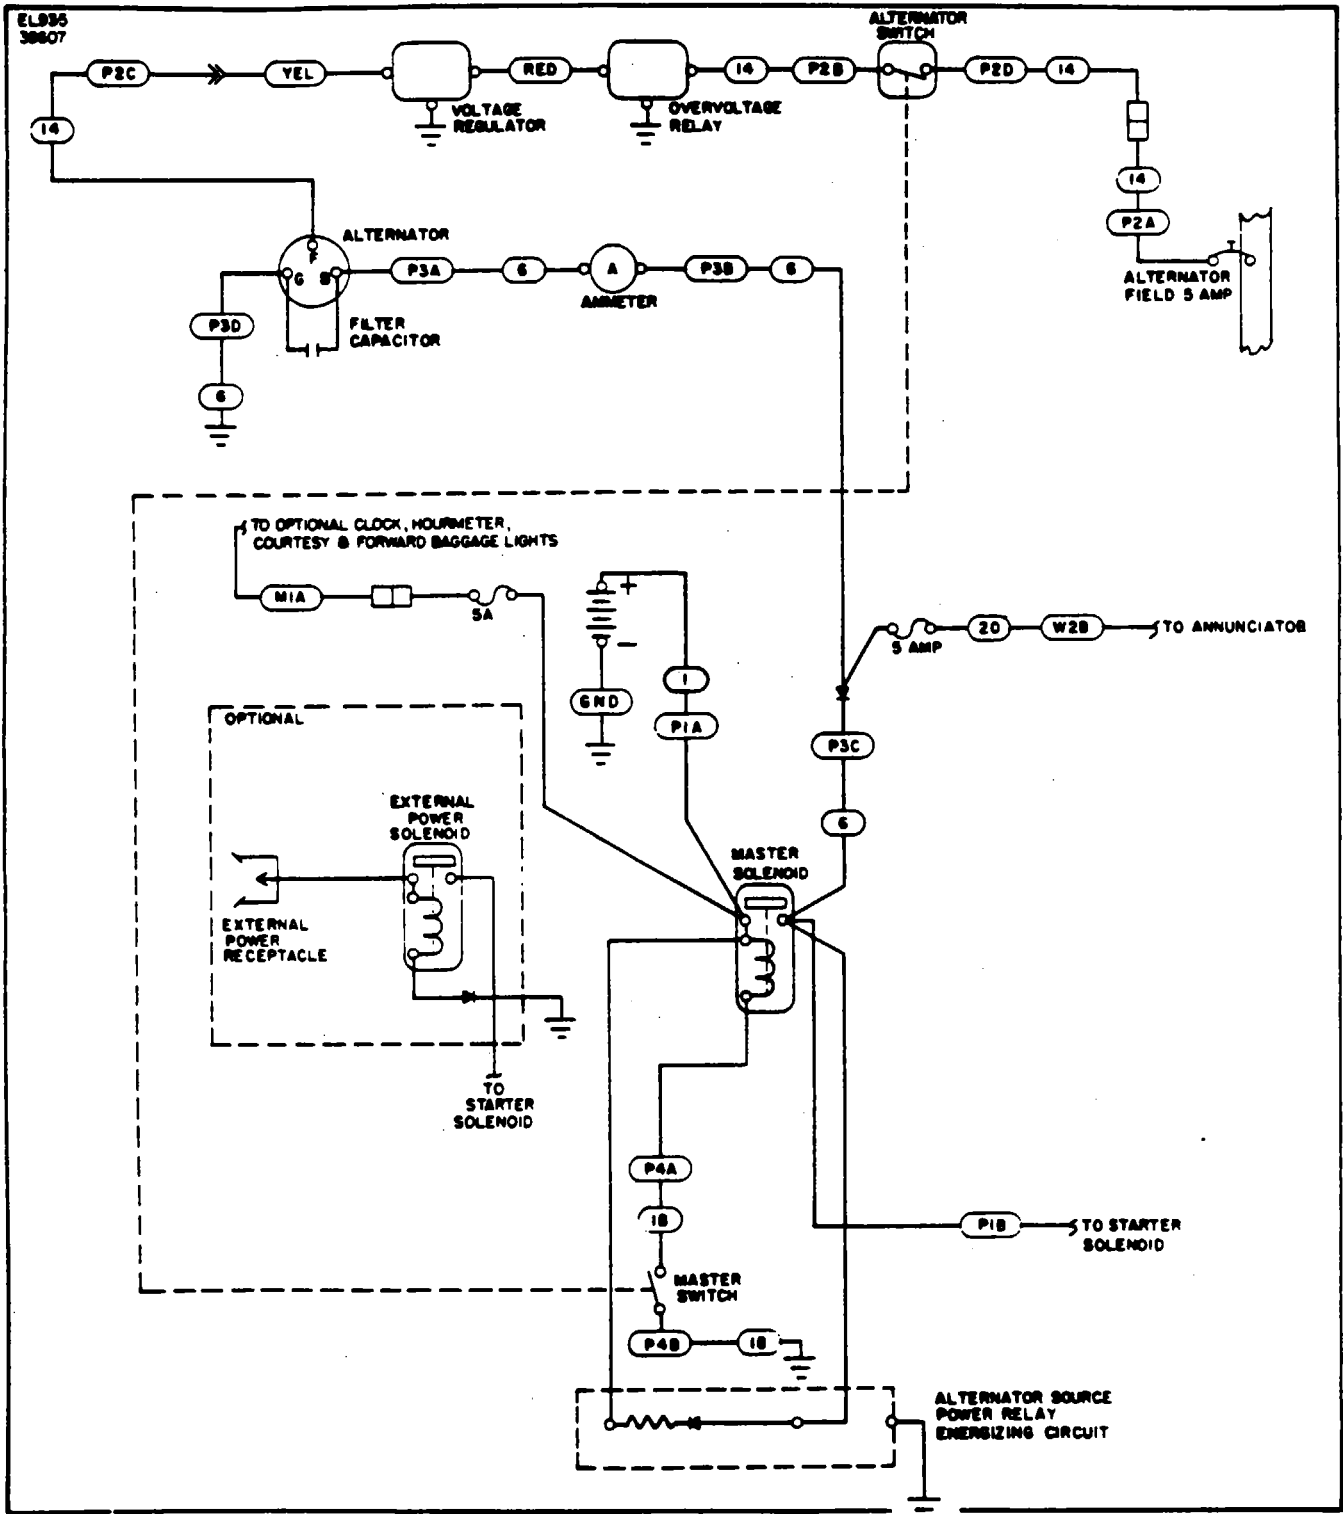 EL935
ALTERNATOR
SWITCH
P2C
YEL
RED
14
P2B
P2D
14
VOLTAGE
REGULATOR
OVERVOLTAGE
RELAY
14
14
P2A
ALTERNATOR
F
G
B
P3A
6
A
P3B
6
AMMETER
ALTERNATOR
FIELD 5 AMP
P3D
FILTER
CAPACITOR
6
TO OPTIONAL CLOCK, HOURMETER,
COURTESY & FORWARD BAGGAGE LIGHTS
M1A
5A
+
-
5 AMP
20
W2B
TO ANNUNCIATOR
1
GND
P1A
P3C
OPTIONAL
6
EXTERNAL
POWER
SOLENOID
MASTER
SOLENOID
EXTERNAL
POWER
RECEPTACLE
TO
STARTER
SOLENOID
P4A
18
P1B
TO STARTER
SOLENOID
MASTER
SWITCH
P4B
18
ALTERNATOR SOURCE
POWER RELAY
ENERGIZING CIRCUIT